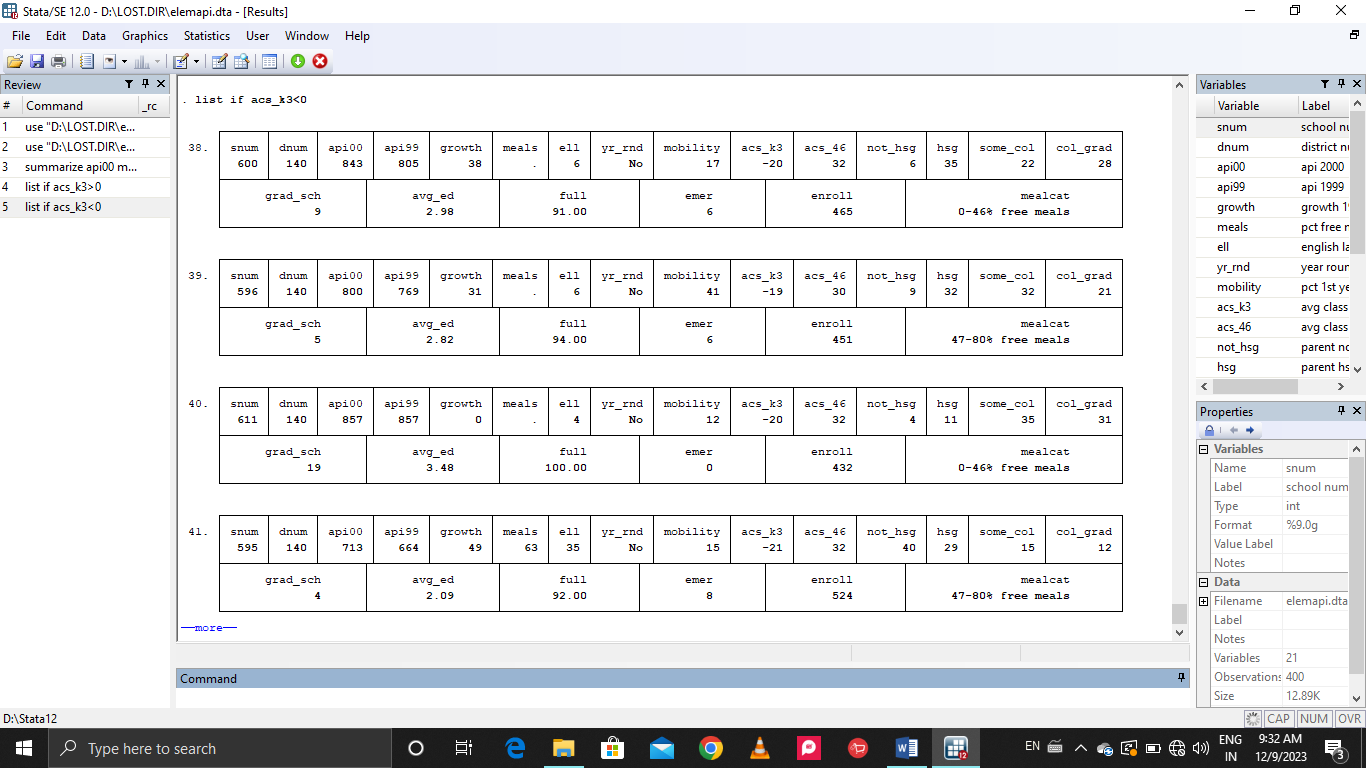 Stata/SE 12.0 - D:\LOST.DIR\elemapi.dta - [Results]
File Edit Data Graphics Statistics User Window Help
Review
# Command _rc
1 use "D:\LOST.DIR\e...
2 use "D:\LOST.DIR\e...
3 summarize api00 m...
4 list if acs_k3>0
5 list if acs_k3<0
. list if acs_k3<0
38. snum dnum api00 api99 growth meals ell yr_rnd mobility acs_k3 acs_46 not_hsg hsg some_col col_grad
600 140 843 805 38 . 6 No 17 -20 32 6 35 22 28
grad_sch avg_ed full emer enroll mealcat
9 2.98 91.00 6 465 0-46% free meals
39. snum dnum api00 api99 growth meals ell yr_rnd mobility acs_k3 acs_46 not_hsg hsg some_col col_grad
596 140 800 769 31 . 6 No 41 -19 30 9 32 32 21
grad_sch avg_ed full emer enroll mealcat
5 2.82 94.00 6 451 47-80% free meals
40. snum dnum api00 api99 growth meals ell yr_rnd mobility acs_k3 acs_46 not_hsg hsg some_col col_grad
611 140 857 857 0 . 4 No 12 -20 32 4 11 35 31
grad_sch avg_ed full emer enroll mealcat
19 3.48 100.00 0 432 0-46% free meals
41. snum dnum api00 api99 growth meals ell yr_rnd mobility acs_k3 acs_46 not_hsg hsg some_col col_grad
595 140 713 664 49 63 35 No 15 -21 32 40 29 15 12
grad_sch avg_ed full emer enroll mealcat
4 2.09 92.00 8 524 47-80% free meals
—more—
Command
Variables
Variable Label
snum school nu
dnum district nu
api00 api 2000
api99 api 1999
growth growth 19
meals pct free m
ell english la
yr_rnd year roun
mobility pct 1st ye
acs_k3 avg class
acs_46 avg class
not_hsg parent no
hsg parent hs
Properties
Variables
Name snum
Label school num
Type int
Format %9.0g
Value Label
Notes
Data
Filename elemapi.dta
Label
Notes
Variables 21
Observations 400
Size 12.89K
D:\Stata12
CAP NUM OVR
Type here to search
EN
ENG
IN
9:32 AM
12/9/2023
3